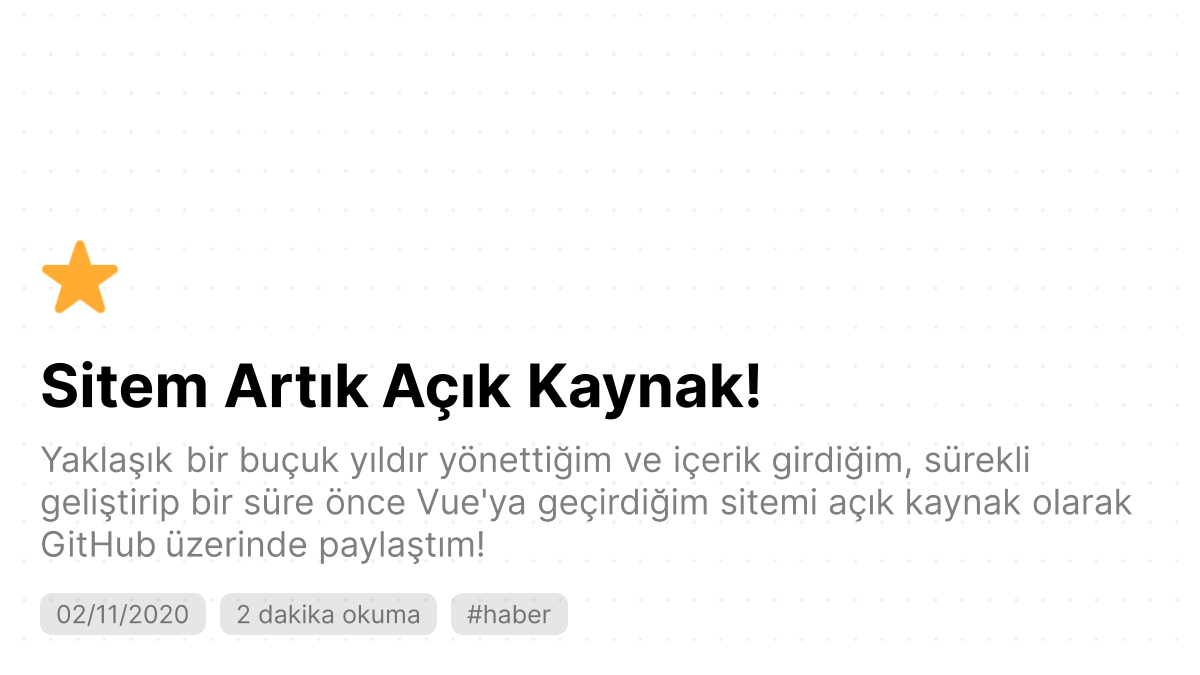 Sitem Artık Açık Kaynak!
Yaklaşık bir buçuk yıldır yönettiğim ve içerik girdiğim, sürekli
geliştirip bir süre önce Vue'ya geçirdiğim sitemi açık kaynak olarak
GitHub üzerinde paylaştım!
02/11/2020 2 dakika okuma #haber